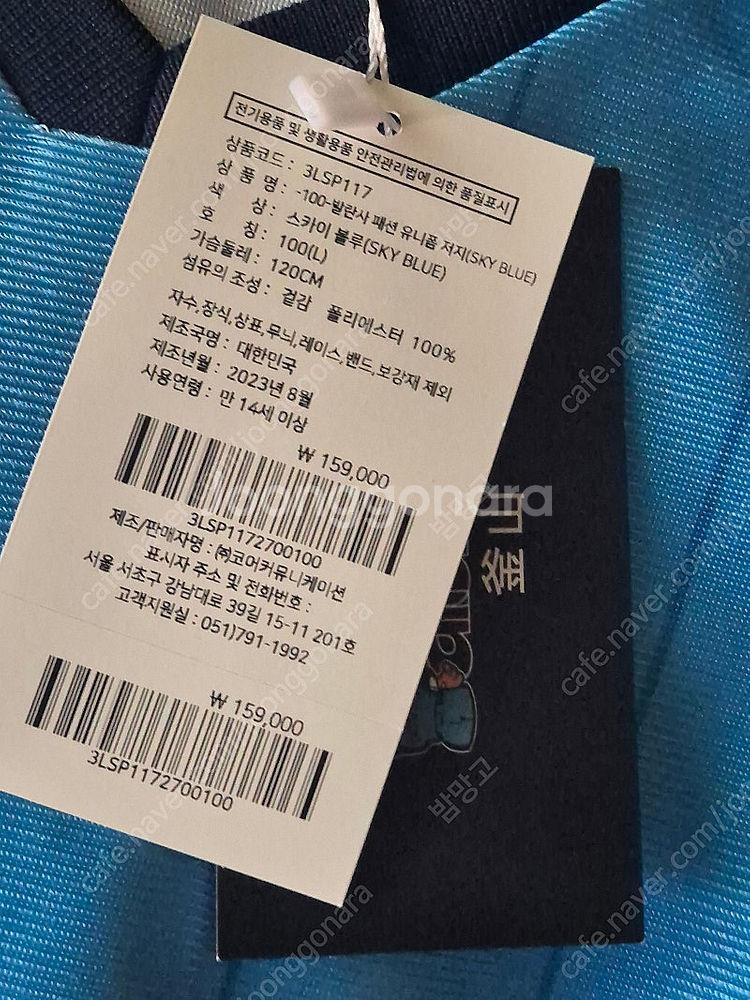 전기용품 및 생활용품 안전관리법에 의한 품질표시
상품코드 : 3LSP117
상 품 명 : -100-발란사 패션 유니폼 저지(SKY BLUE)
색 상 : 스카이 블루(SKY BLUE)
호 칭 : 100(L)
가슴둘레 : 120CM
섬유의 조성 : 겉감 폴리에스터 100%
자수,장식,상표,무늬,레이스,밴드,보강재 제외
제조국명 : 대한민국
제조년월 : 2023년 8월
사용연령 : 만 14세 이상
₩ 159,000
3LSP1172700100
제조/판매자명 : ㈜코어커뮤니케이션
표시자 주소 및 전화번호 :
서울 서초구 강남대로 39길 15-11 201호
고객지원실 : 051)791-1992
₩ 159,000
3LSP1172700100
釜山
joonggonara
밤망고
cafe.naver.com/joonggonara